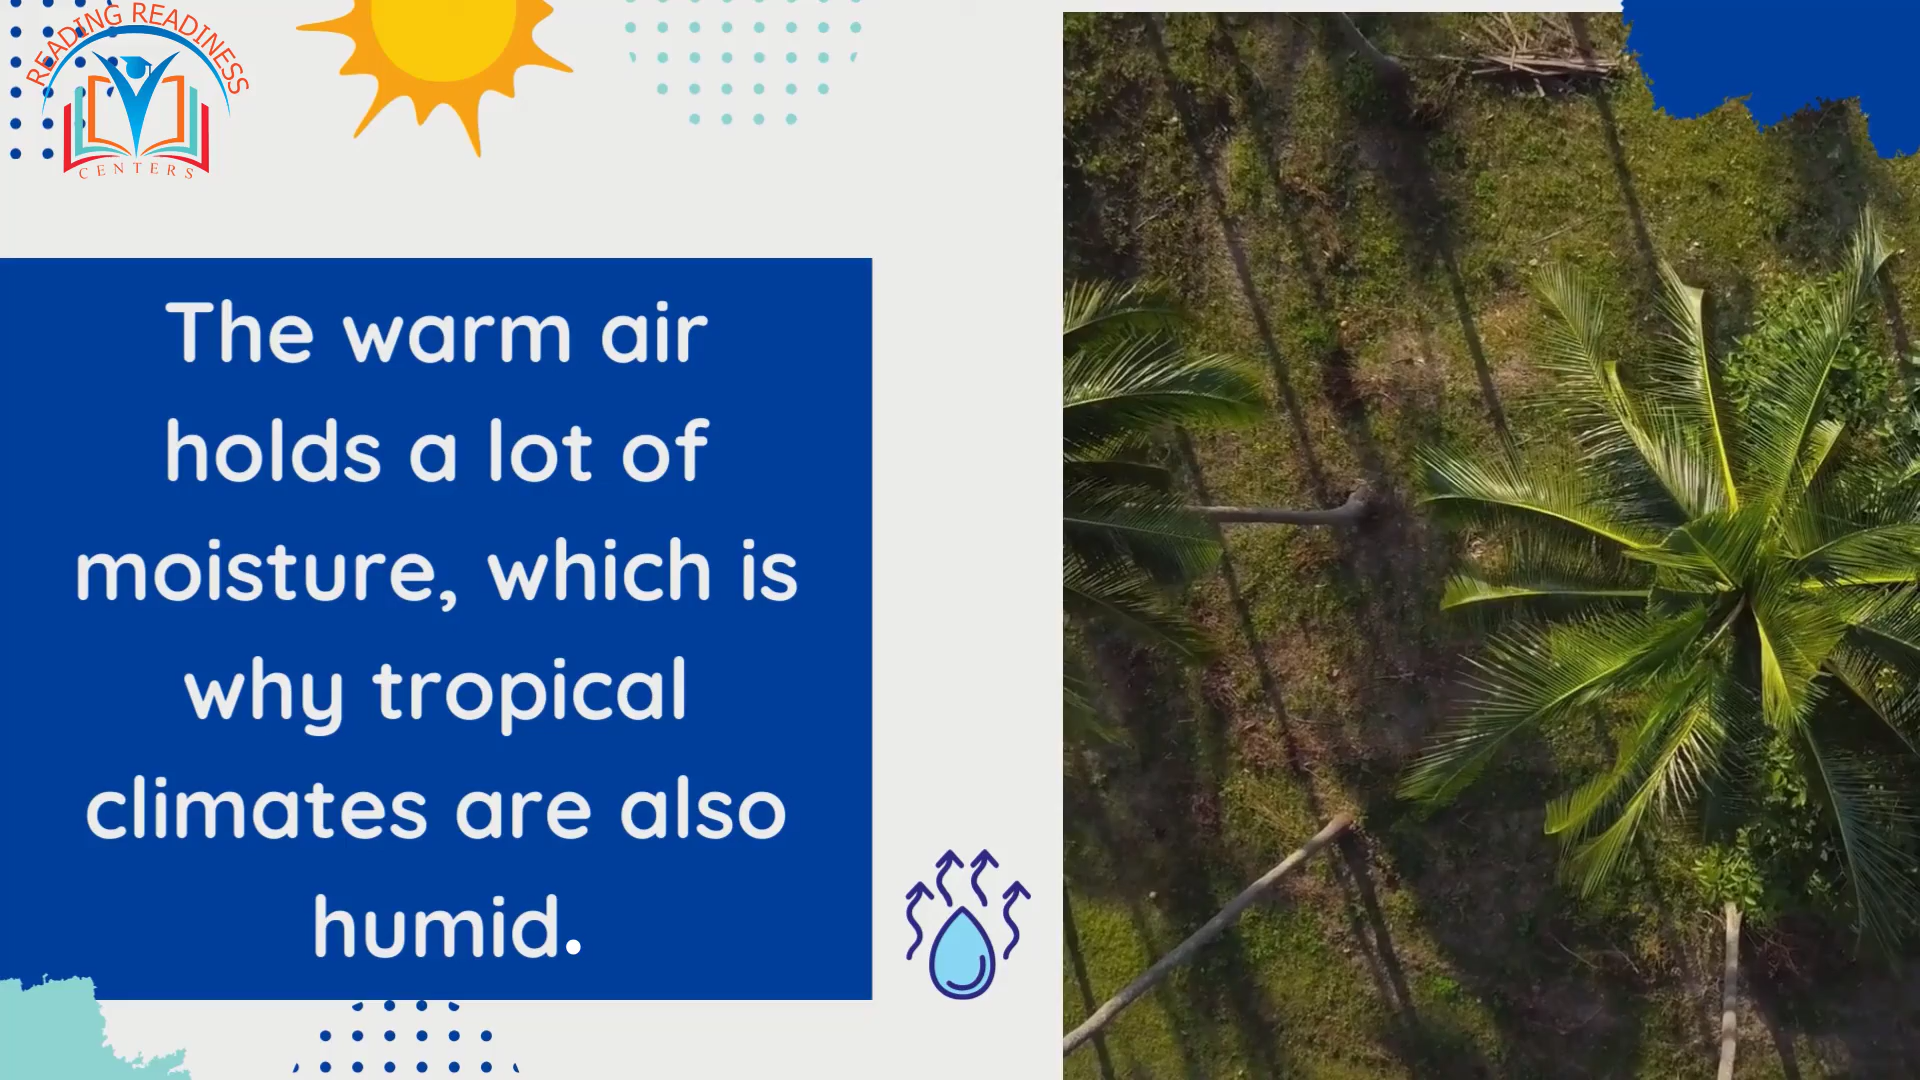 READING READINESS
CENTERS
The warm air
holds a lot of
moisture, which is
why tropical
climates are also
humid.